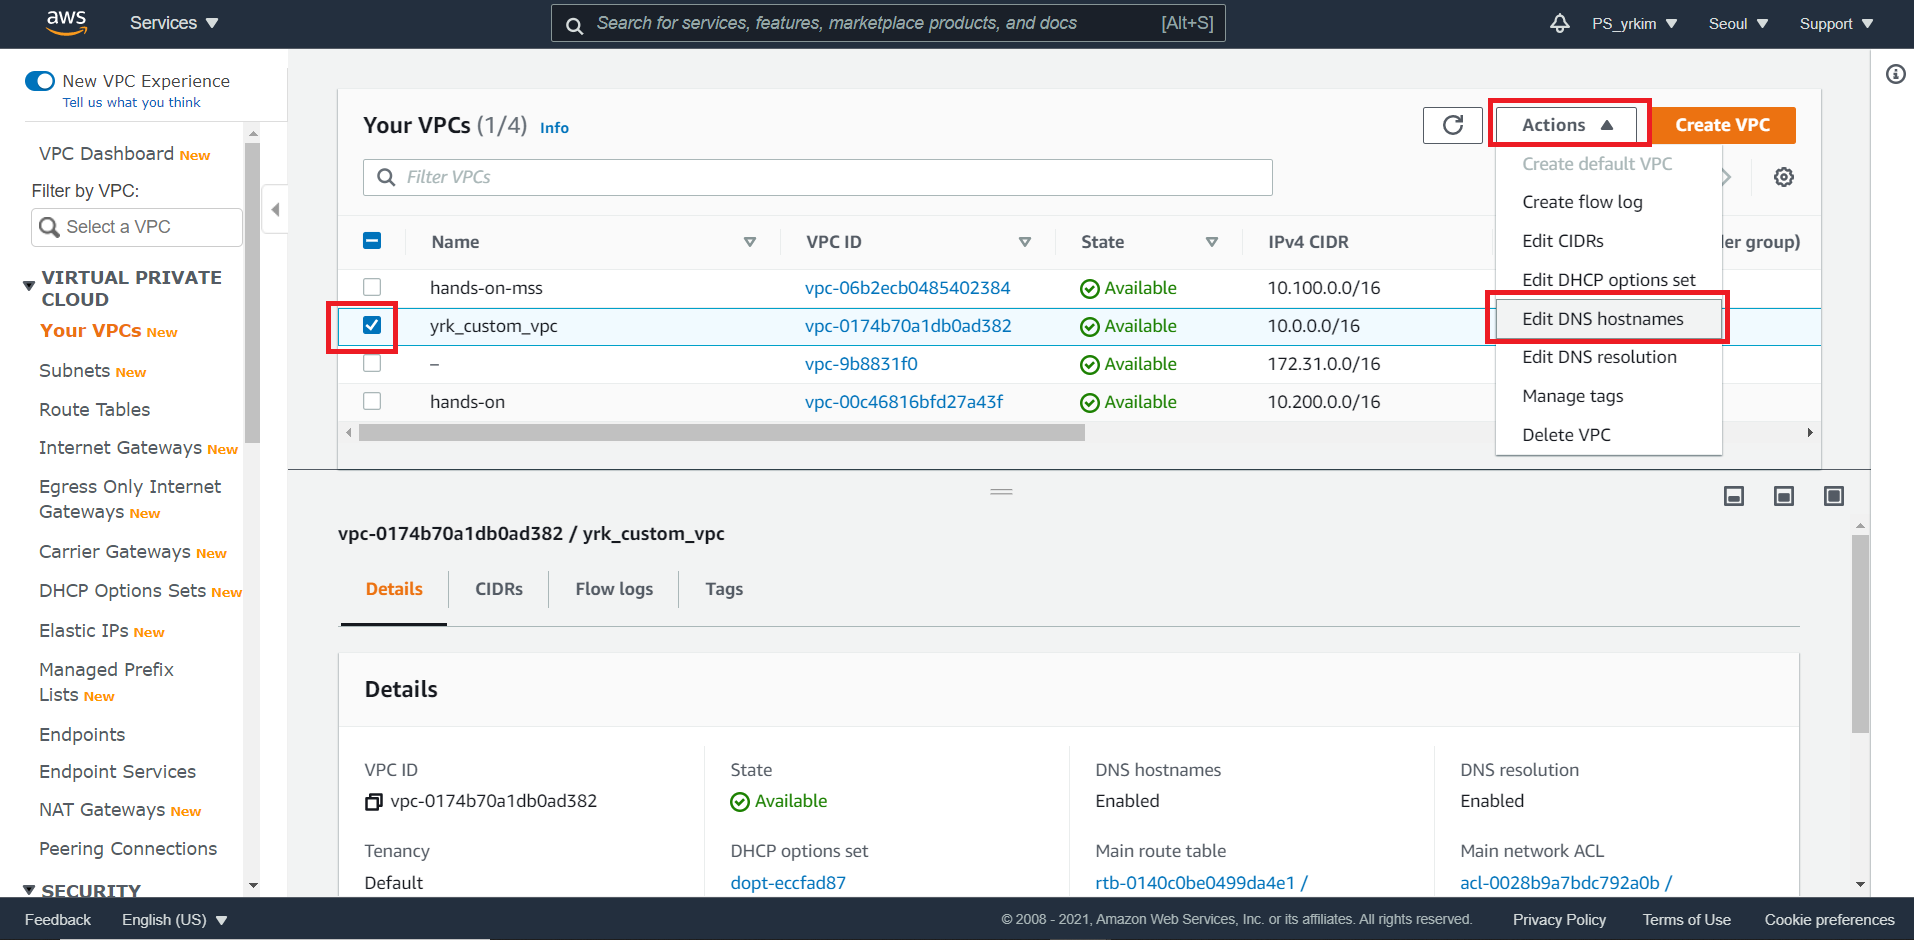 aws
Services
Search for services, features, marketplace products, and docs [Alt+S]
PS_yrkim
Seoul
Support
New VPC Experience
Tell us what you think
VPC Dashboard New
Filter by VPC:
Select a VPC
VIRTUAL PRIVATE
CLOUD
Your VPCs New
Subnets New
Route Tables
Internet Gateways New
Egress Only Internet
Gateways New
Carrier Gateways New
DHCP Options Sets New
Elastic IPs New
Managed Prefix
Lists New
Endpoints
Endpoint Services
NAT Gateways New
Peering Connections
SECURITY
Your VPCs (1/4) Info
Actions
Create VPC
Filter VPCs
Create default VPC
Create flow log
Edit CIDRs
Edit DHCP options set
Edit DNS hostnames
Edit DNS resolution
Manage tags
Delete VPC
Name VPC ID State IPv4 CIDR er group)
hands-on-mss vpc-06b2ecb0485402384 Available 10.100.0.0/16
yrk_custom_vpc vpc-0174b70a1db0ad382 Available 10.0.0.0/16
– vpc-9b8831f0 Available 172.31.0.0/16
hands-on vpc-00c46816bfd27a43f Available 10.200.0.0/16
vpc-0174b70a1db0ad382 / yrk_custom_vpc
Details CIDRs Flow logs Tags
Details
VPC ID State DNS hostnames DNS resolution
vpc-0174b70a1db0ad382 Available Enabled Enabled
Tenancy DHCP options set Main route table Main network ACL
Default dopt-eccfad87 rtb-0140c0be0499da4e1 / acl-0028b9a7bdc792a0b /
Feedback English (US) © 2008 - 2021, Amazon Web Services, Inc. or its affiliates. All rights reserved. Privacy Policy Terms of Use Cookie preferences